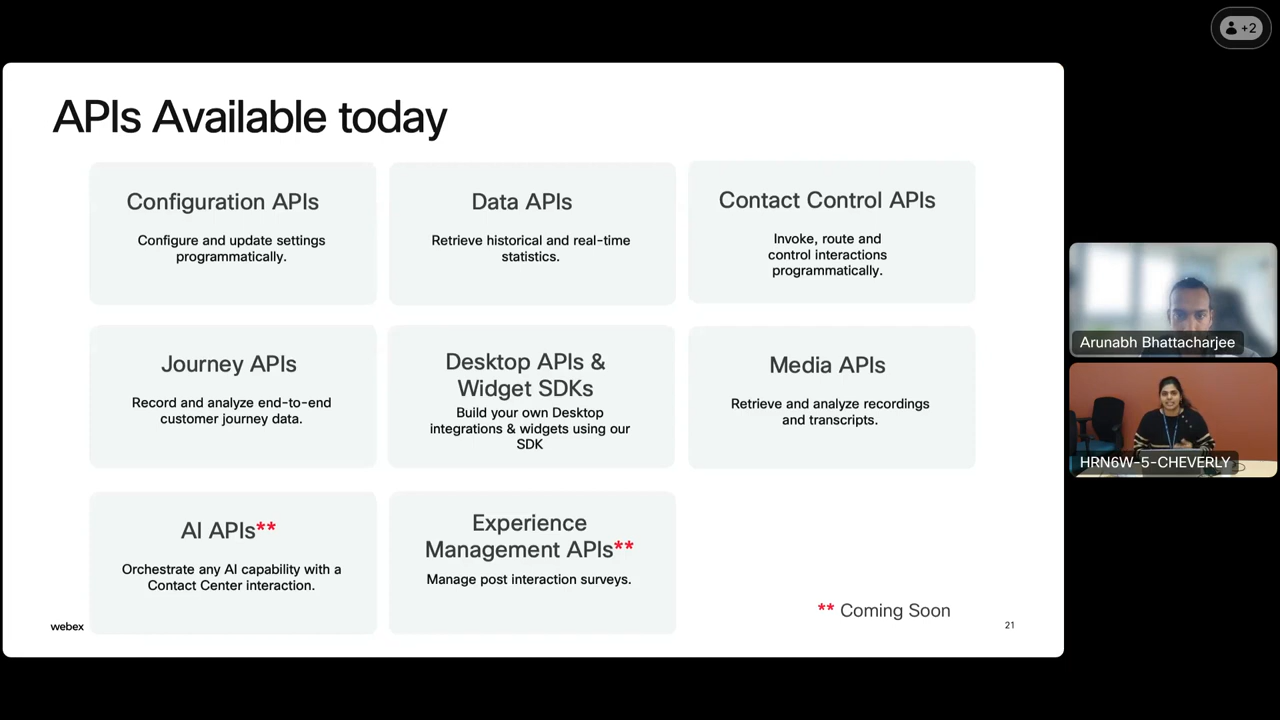 +2
APIs Available today
Configuration APIs
Configure and update settings
programmatically.
Data APIs
Retrieve historical and real-time
statistics.
Contact Control APIs
Invoke, route and
control interactions
programmatically.
Journey APIs
Record and analyze end-to-end
customer journey data.
Desktop APIs &
Widget SDKs
Build your own Desktop
integrations & widgets using our
SDK
Media APIs
Retrieve and analyze recordings
and transcripts.
AI APIs**
Orchestrate any AI capability with a
Contact Center interaction.
Experience
Management APIs**
Manage post interaction surveys.
** Coming Soon
webex
21
Arunabh Bhattacharjee
HRN6W-5-CHEVERLY